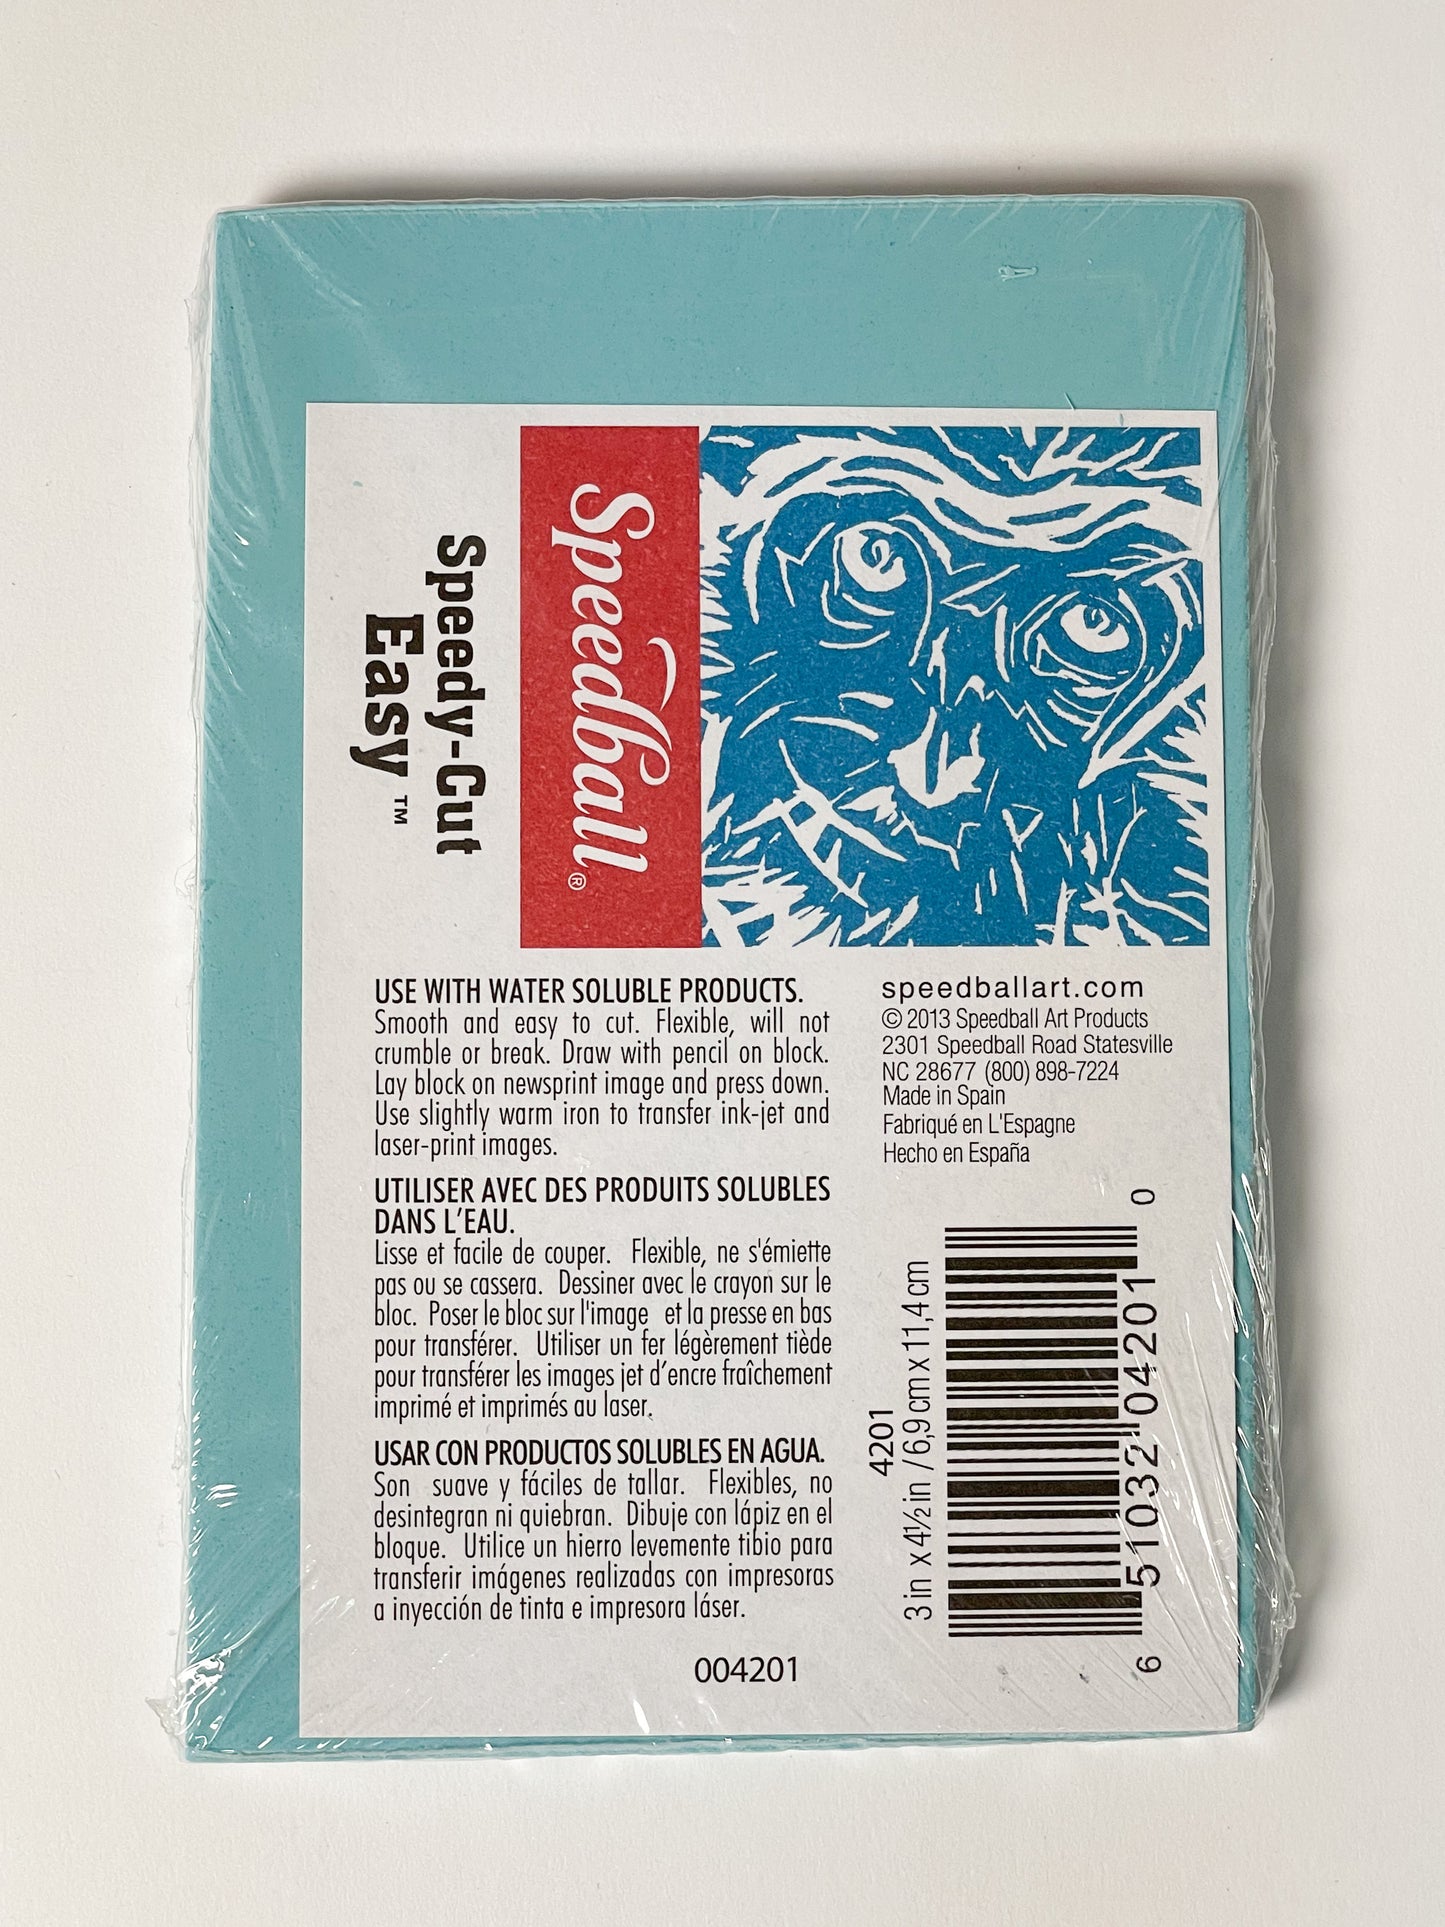 Speedy-Cut
Easy™
Speedball®
USE WITH WATER SOLUBLE PRODUCTS.
Smooth and easy to cut. Flexible, will not
crumble or break. Draw with pencil on block.
Lay block on newsprint image and press down.
Use slightly warm iron to transfer ink-jet and
laser-print images.
UTILISER AVEC DES PRODUITS SOLUBLES
DANS L'EAU.
Lisse et facile de couper. Flexible, ne s'émiette
pas ou se cassera. Dessiner avec le crayon sur le
bloc. Poser le bloc sur l'image et la presse en bas
pour transférer. Utiliser un fer légèrement tiède
pour transférer les images jet d'encre fraîchement
imprimé et imprimés au laser.
USAR CON PRODUCTOS SOLUBLES EN AGUA.
Son suave y fáciles de tallar. Flexibles, no
desintegran ni quiebran. Dibuje con lápiz en el
bloque. Utilice un hierro levemente tibio para
transferir imágenes realizadas con impresoras
a inyección de tinta e impresora láser.
004201
speedballart.com
© 2013 Speedball Art Products
2301 Speedball Road Statesville
NC 28677 (800) 898-7224
Made in Spain
Fabriqué en L'Espagne
Hecho en España
4201
3 in x 4½ in / 6,9 cm x 11,4 cm
6 51032 04201 0